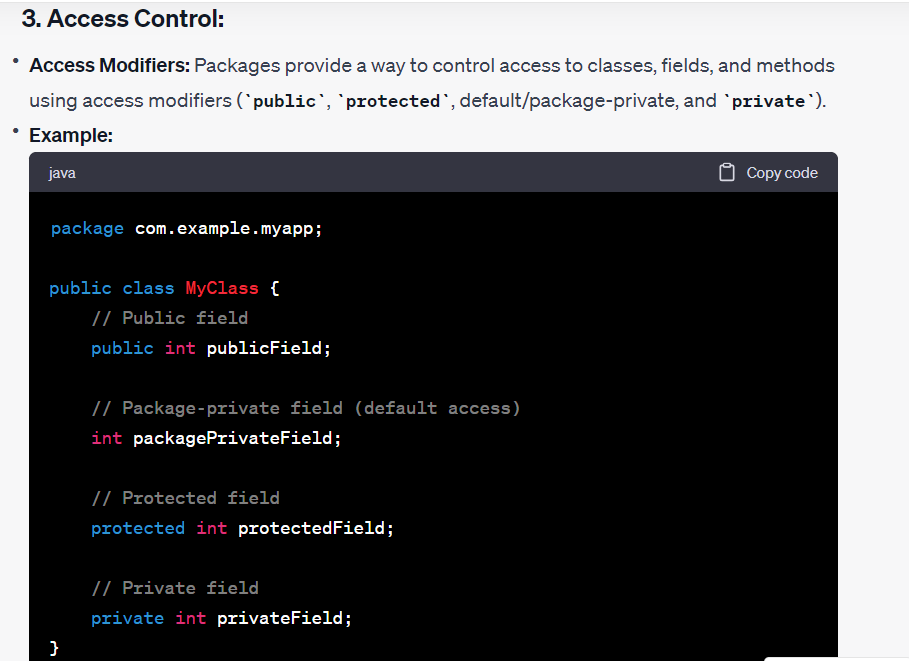 3. Access Control:
• Access Modifiers: Packages provide a way to control access to classes, fields, and methods
using access modifiers (`public`, `protected`, default/package-private, and `private`).
• Example:
java Copy code
package com.example.myapp;
public class MyClass {
// Public field
public int publicField;
// Package-private field (default access)
int packagePrivateField;
// Protected field
protected int protectedField;
// Private field
private int privateField;
}